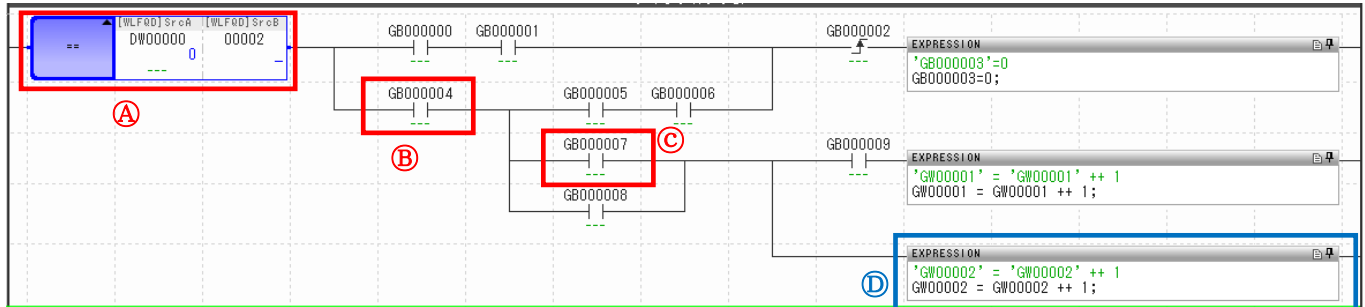 [WLFQD]SrcA [WLFQD]SrcB
== DW00000 00002
0 _
---
GB000000 GB000001 GB000002
--- --- ---
EXPRESSION
'GB000003'=0
GB000003=0;
Ⓐ
GB000004 GB000005 GB000006
--- --- ---
Ⓑ
Ⓒ
GB000007 GB000009
--- ---
EXPRESSION
'GW00001' = 'GW00001' ++ 1
GW00001 = GW00001 ++ 1;
GB000008
---
Ⓓ
EXPRESSION
'GW00002' = 'GW00002' ++ 1
GW00002 = GW00002 ++ 1;